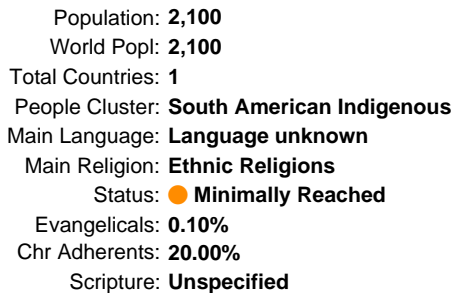 Population: 2,100
World Popl: 2,100
Total Countries: 1
People Cluster: South American Indigenous
Main Language: Language unknown
Main Religion: Ethnic Religions
Status: Minimally Reached
Evangelicals: 0.10%
Chr Adherents: 20.00%
Scripture: Unspecified